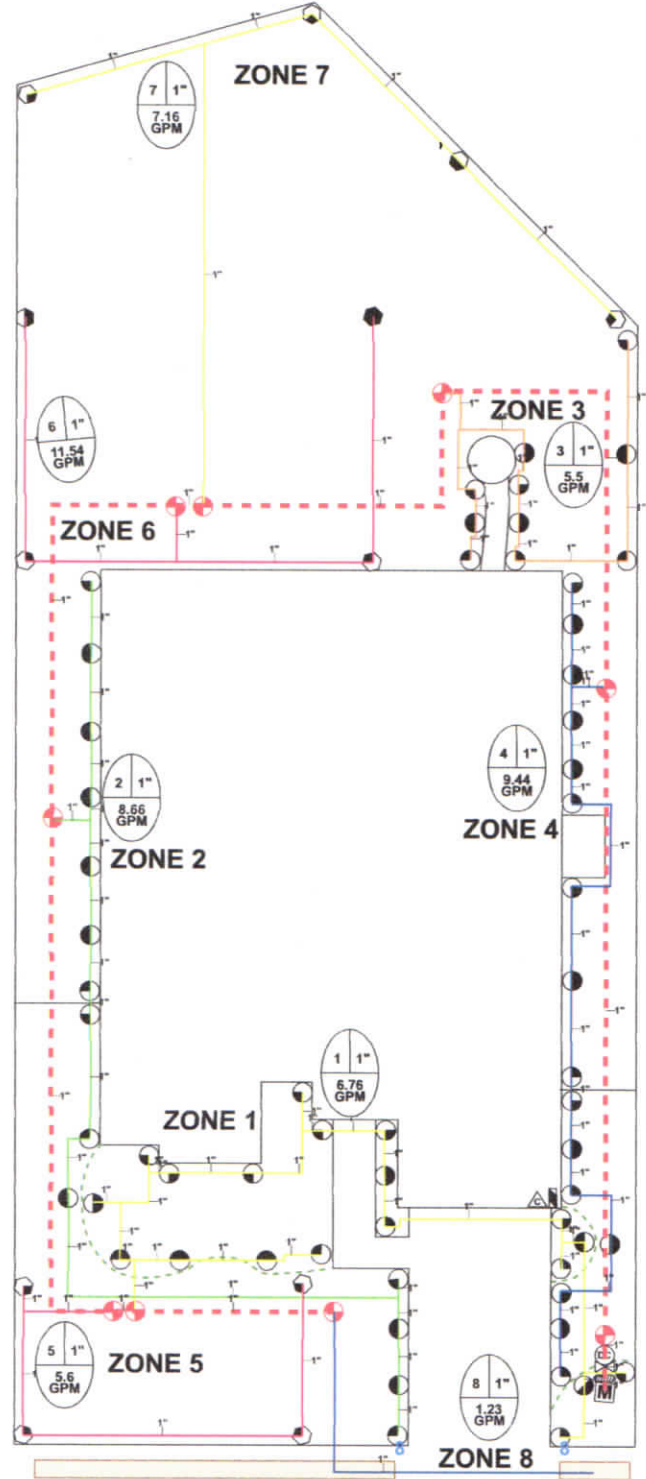 ZONE 7
7 1"
7.16
GPM
ZONE 3
3 1"
5.5
GPM
6 1"
11.54
GPM
ZONE 6
2 1"
8.66
GPM
ZONE 2
4 1"
9.44
GPM
ZONE 4
1 1"
6.76
GPM
ZONE 1
C
5 1"
5.6
GPM
ZONE 5
M
8 1"
1.23
GPM
ZONE 8
1"